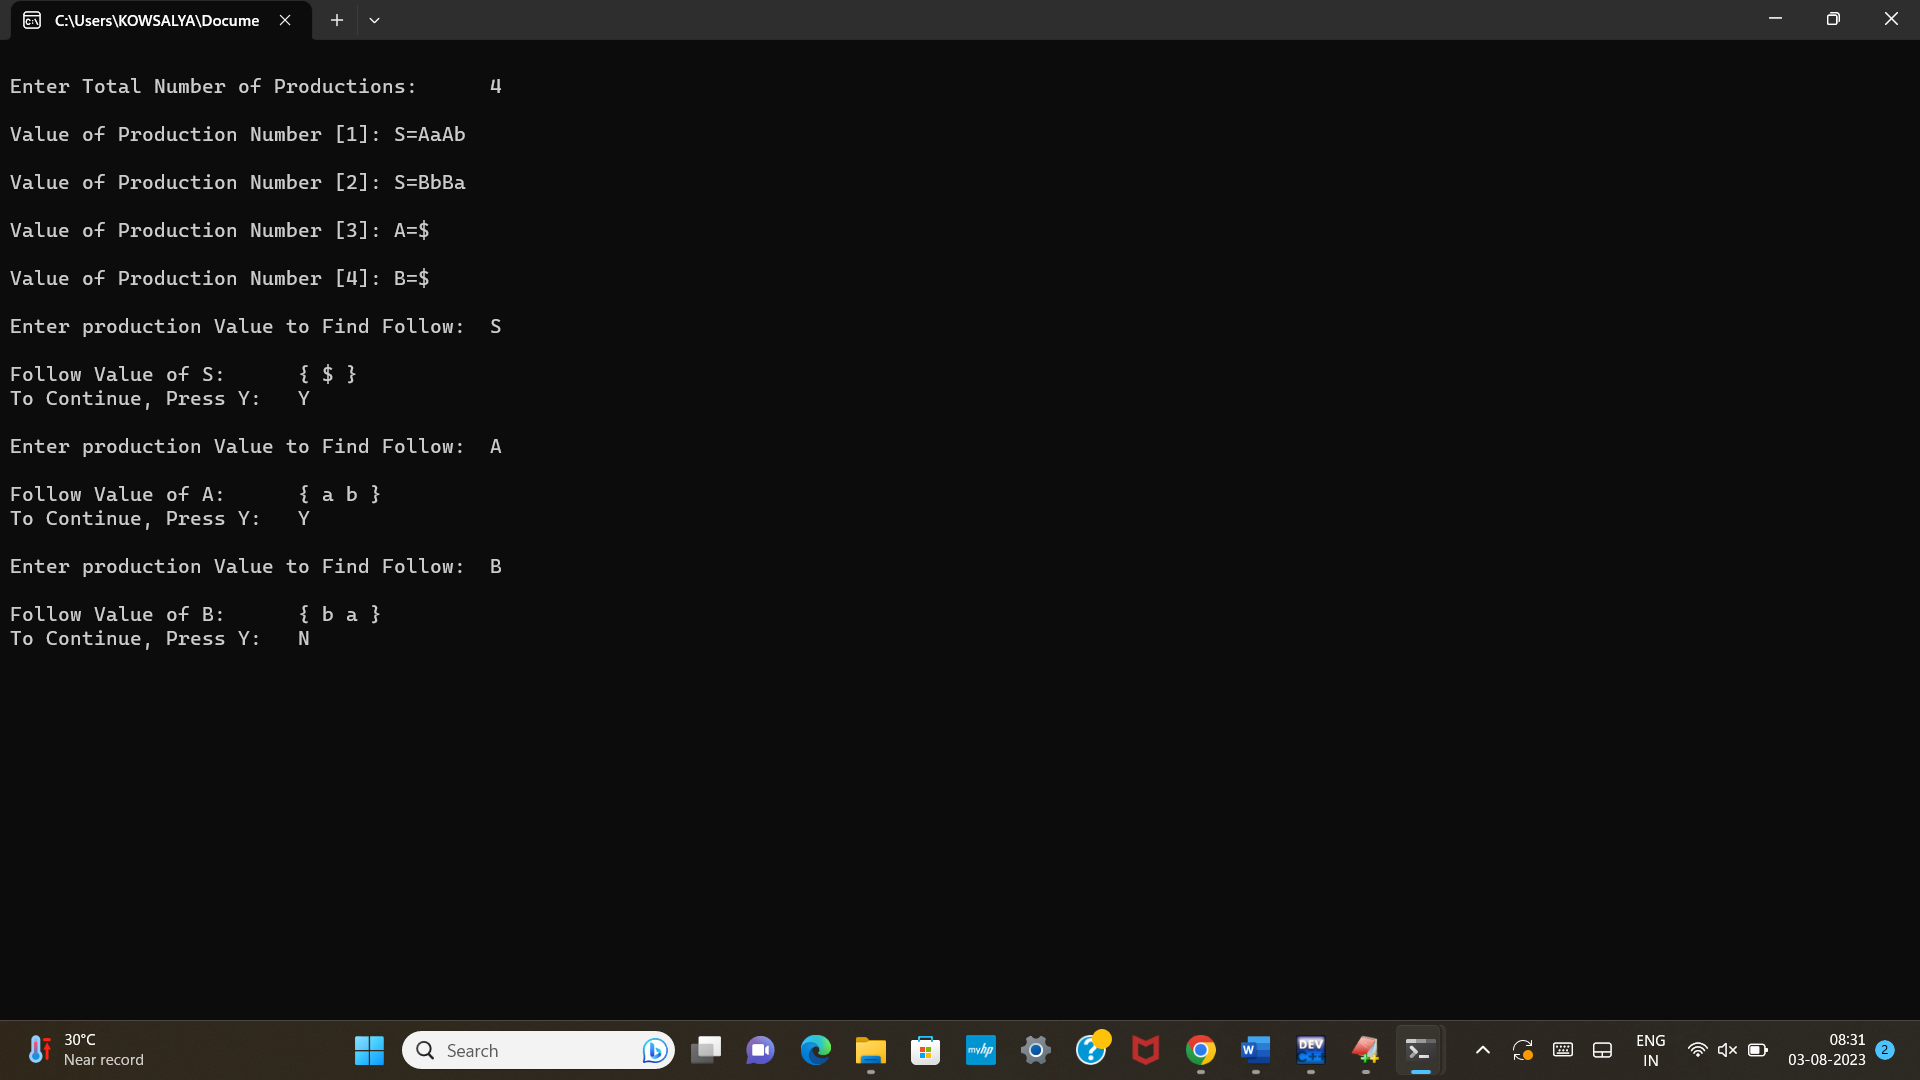 C:\Users\KOWSALYA\Docume
Enter Total Number of Productions: 4
Value of Production Number [1]: S=AaAb
Value of Production Number [2]: S=BbBa
Value of Production Number [3]: A=$
Value of Production Number [4]: B=$
Enter production Value to Find Follow: S
Follow Value of S: { $ }
To Continue, Press Y: Y
Enter production Value to Find Follow: A
Follow Value of A: { a b }
To Continue, Press Y: Y
Enter production Value to Find Follow: B
Follow Value of B: { b a }
To Continue, Press Y: N
30°C
Near record
Search
myhp
W
DEV
C++
ENG
IN
08:31
03-08-2023
2